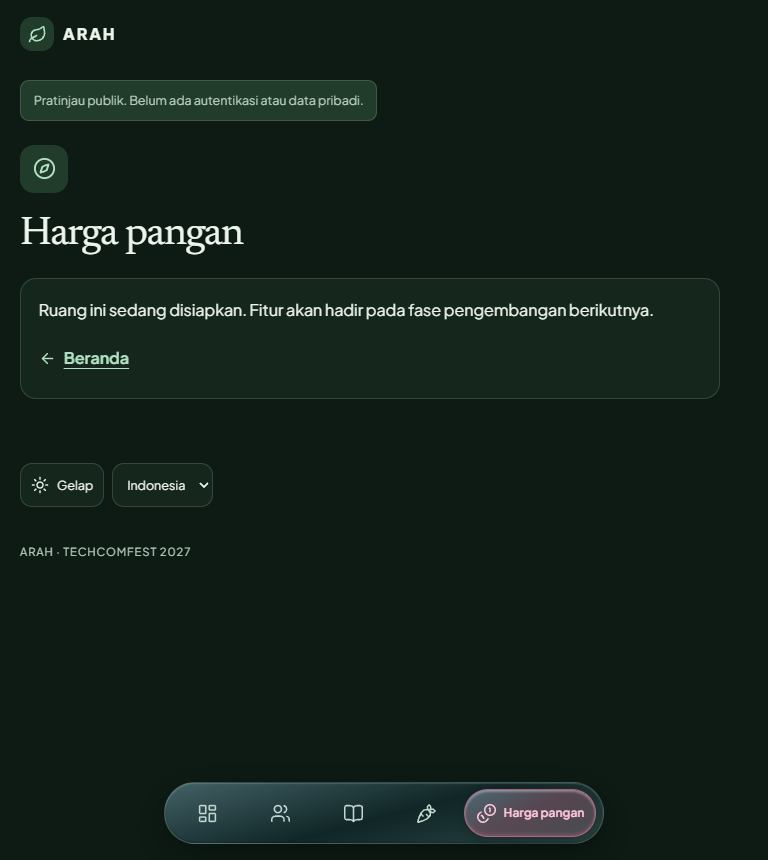 ARAH
Pratinjau publik. Belum ada autentikasi atau data pribadi.
Harga pangan
Ruang ini sedang disiapkan. Fitur akan hadir pada fase pengembangan berikutnya.
← Beranda
Gelap
Indonesia
ARAH · TECHCOMFEST 2027
Harga pangan